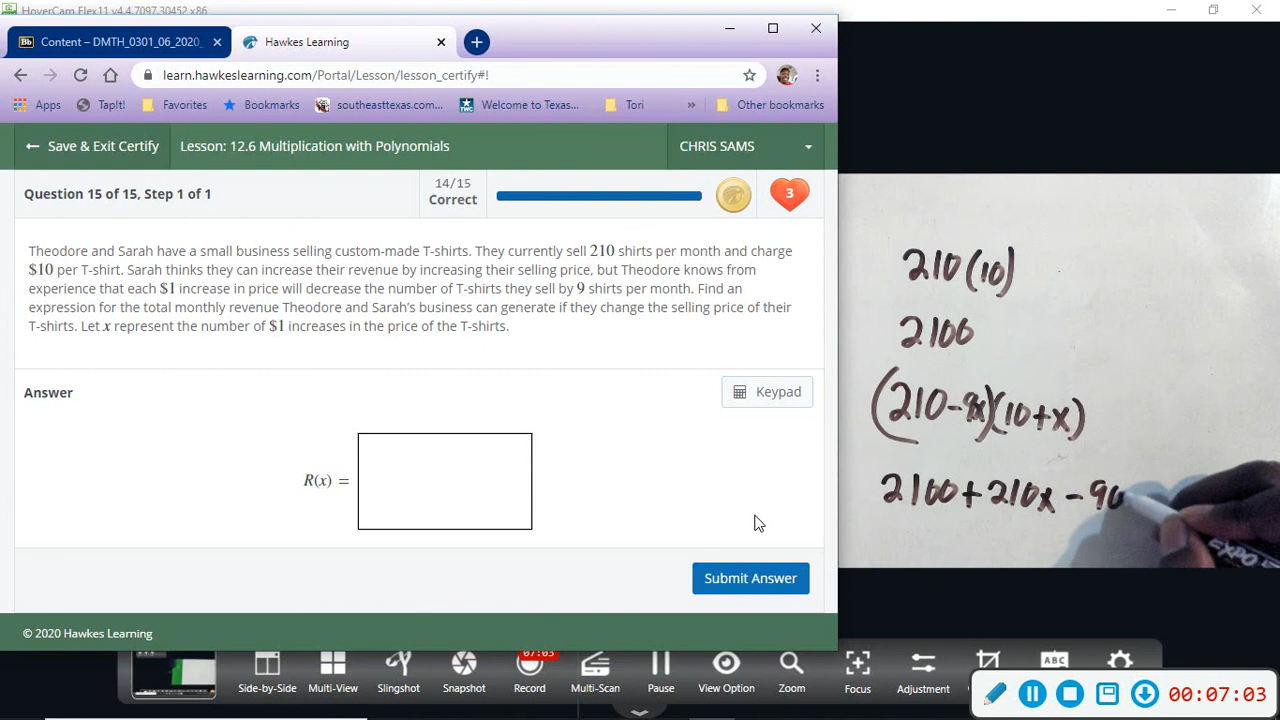 HoverCam Flex11 v4.4.7097.30452 x86
Content – DMTH_0301_06_2020_
Hawkes Learning
learn.hawkeslearning.com/Portal/Lesson/lesson_certify#!
Apps
Tap!t!
Favorites
Bookmarks
southeasttexas.com...
Welcome to Texas...
Tori
»
Other bookmarks
← Save & Exit Certify
Lesson: 12.6 Multiplication with Polynomials
CHRIS SAMS
Question 15 of 15, Step 1 of 1
14/15
Correct
3
Theodore and Sarah have a small business selling custom-made T-shirts. They currently sell 210 shirts per month and charge
$10 per T-shirt. Sarah thinks they can increase their revenue by increasing their selling price, but Theodore knows from
experience that each $1 increase in price will decrease the number of T-shirts they sell by 9 shirts per month. Find an
expression for the total monthly revenue Theodore and Sarah's business can generate if they change the selling price of their
T-shirts. Let x represent the number of $1 increases in the price of the T-shirts.
Answer
Keypad
R(x) =
Submit Answer
© 2020 Hawkes Learning
210(10)
2100
(210-9x)(10+x)
2100+210x-90
EXPO
07:03
Side-by-Side
Multi-View
Slingshot
Snapshot
Record
Multi-Scan
Pause
View Option
Zoom
Focus
Adjustment
ABC
00:07:03